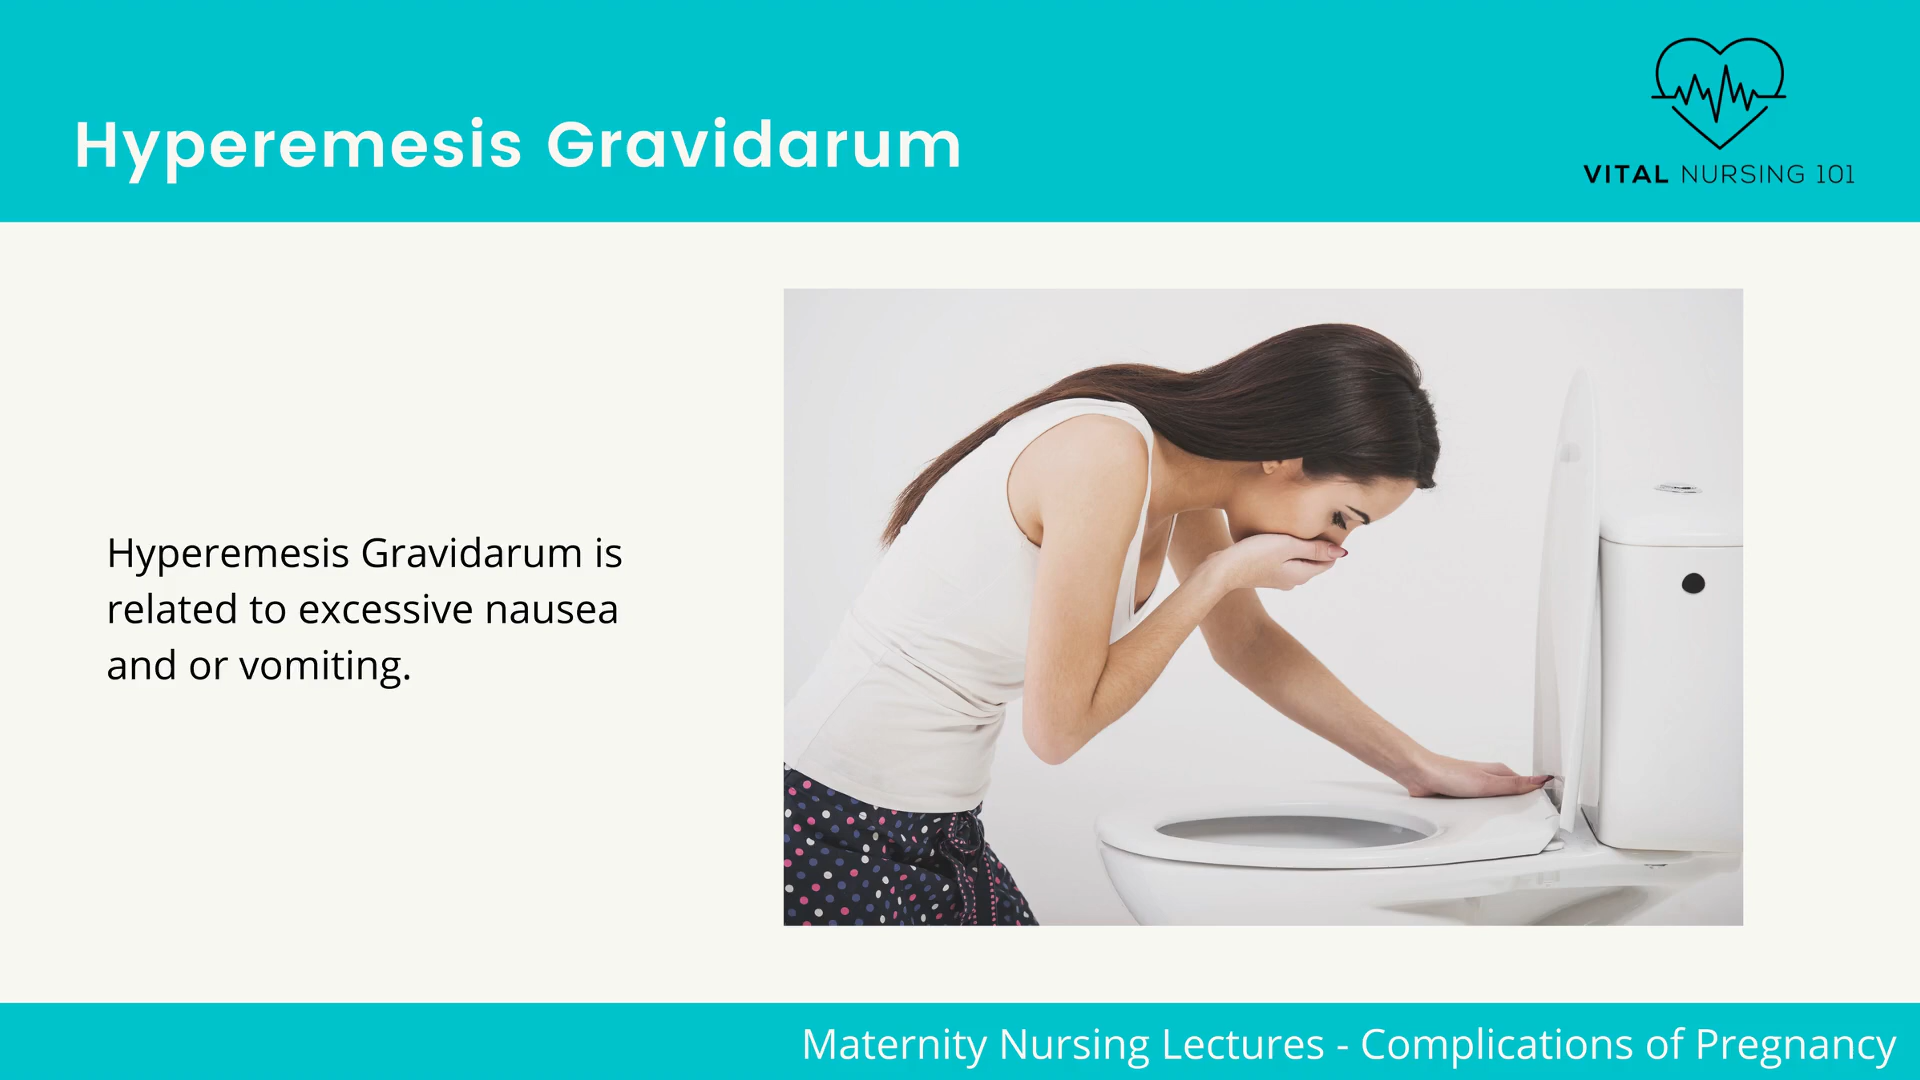 Hyperemesis Gravidarum
VITAL NURSING 101
Hyperemesis Gravidarum is
related to excessive nausea
and or vomiting.
Maternity Nursing Lectures - Complications of Pregnancy